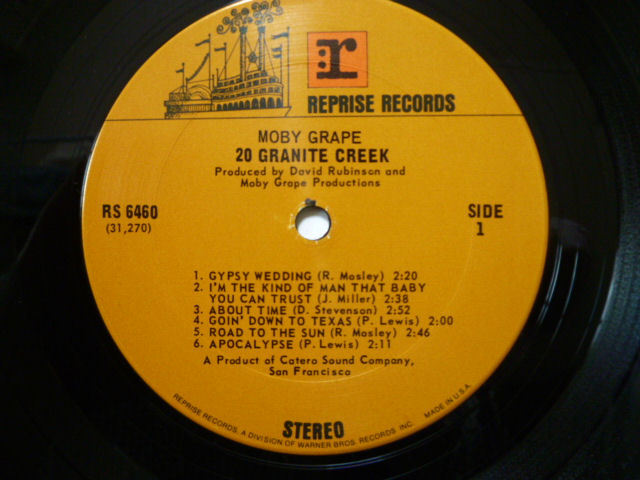 r
REPRISE RECORDS
MOBY GRAPE
20 GRANITE CREEK
Produced by David Rubinson and
Moby Grape Productions
RS 6460
(31,270)
SIDE
1
1. GYPSY WEDDING (R. Mosley) 2:20
2. I'M THE KIND OF MAN THAT BABY
YOU CAN TRUST (J. Miller) 2:38
3. ABOUT TIME (D. Stevenson) 2:52
4. GOIN' DOWN TO TEXAS (P. Lewis) 2:00
5. ROAD TO THE SUN (R. Mosley) 2:46
6. APOCALYPSE (P. Lewis) 2:11
A Product of Catero Sound Company,
San Francisco
STEREO
REPRISE RECORDS, A DIVISION OF WARNER BROS. RECORDS INC. MADE IN U.S.A.